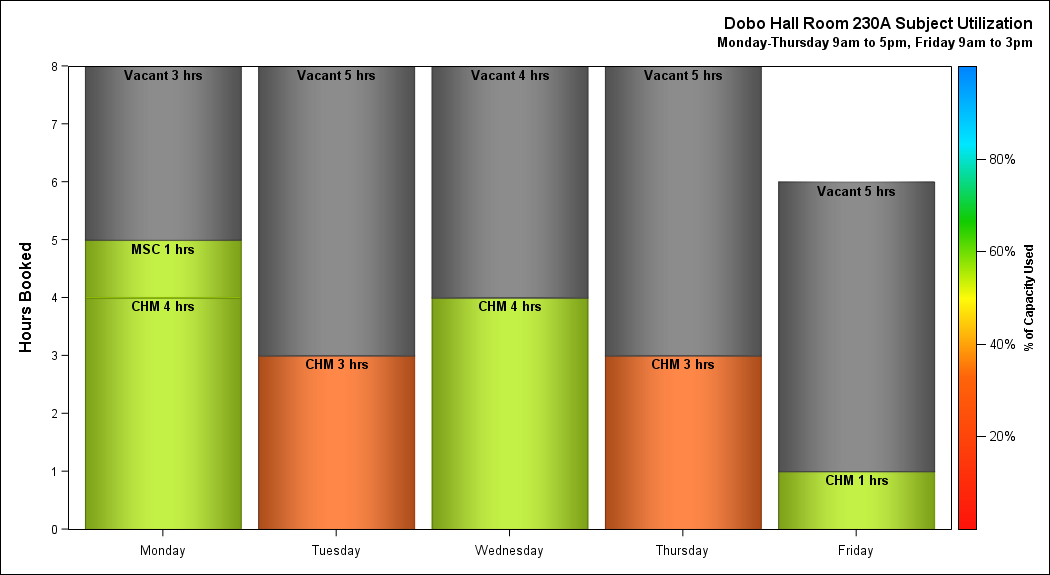 Dobo Hall Room 230A Subject Utilization
Monday-Thursday 9am to 5pm, Friday 9am to 3pm
Hours Booked
8
7
6
5
4
3
2
1
0
Vacant 3 hrs
MSC 1 hrs
CHM 4 hrs
Vacant 5 hrs
CHM 3 hrs
Vacant 4 hrs
CHM 4 hrs
Vacant 5 hrs
CHM 3 hrs
Vacant 5 hrs
CHM 1 hrs
Monday
Tuesday
Wednesday
Thursday
Friday
80%
60%
40%
20%
% of Capacity Used